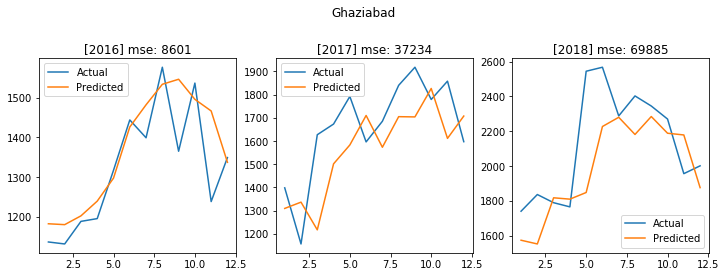 Ghaziabad
[2016] mse: 8601
[2017] mse: 37234
[2018] mse: 69885
Actual
Predicted
1500
1400
1300
1200
2.5 5.0 7.5 10.0 12.5
Actual
Predicted
1900
1800
1700
1600
1500
1400
1300
1200
2.5 5.0 7.5 10.0 12.5
2600
2400
2200
2000
1800
1600
Actual
Predicted
2.5 5.0 7.5 10.0 12.5